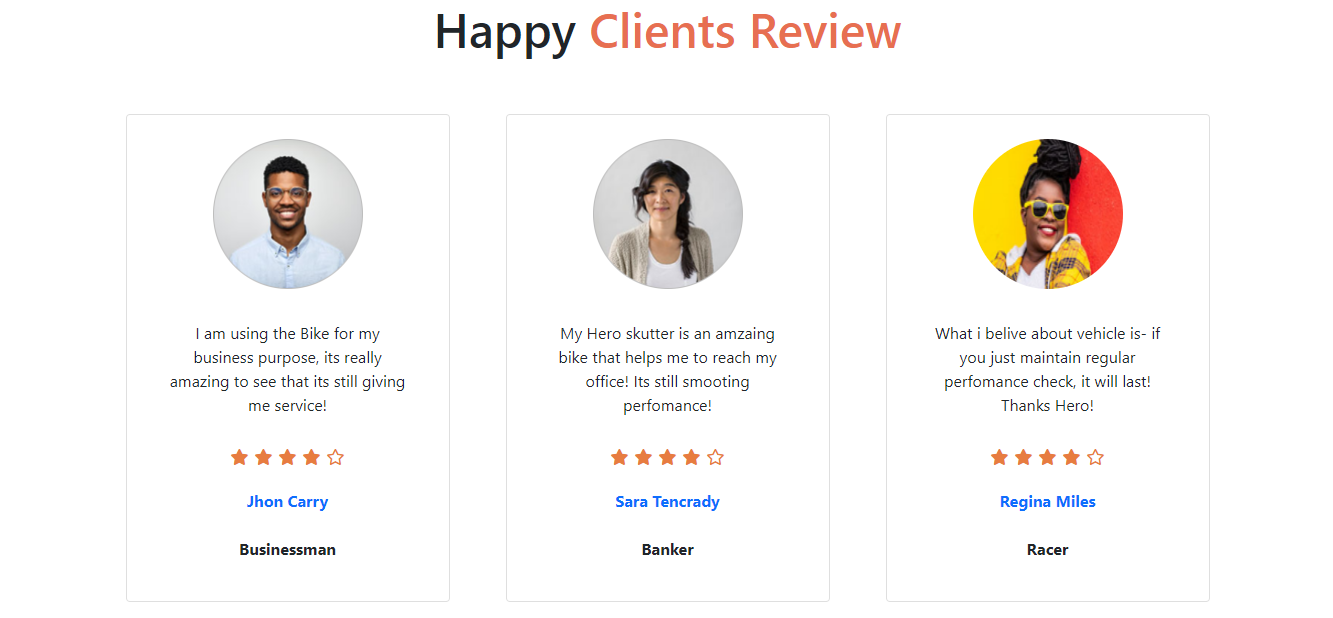 Happy Clients Review
I am using the Bike for my
business purpose, its really
amazing to see that its still giving
me service!
Jhon Carry
Businessman
My Hero skutter is an amzaing
bike that helps me to reach my
office! Its still smooting
perfomance!
Sara Tencrady
Banker
What i belive about vehicle is- if
you just maintain regular
perfomance check, it will last!
Thanks Hero!
Regina Miles
Racer